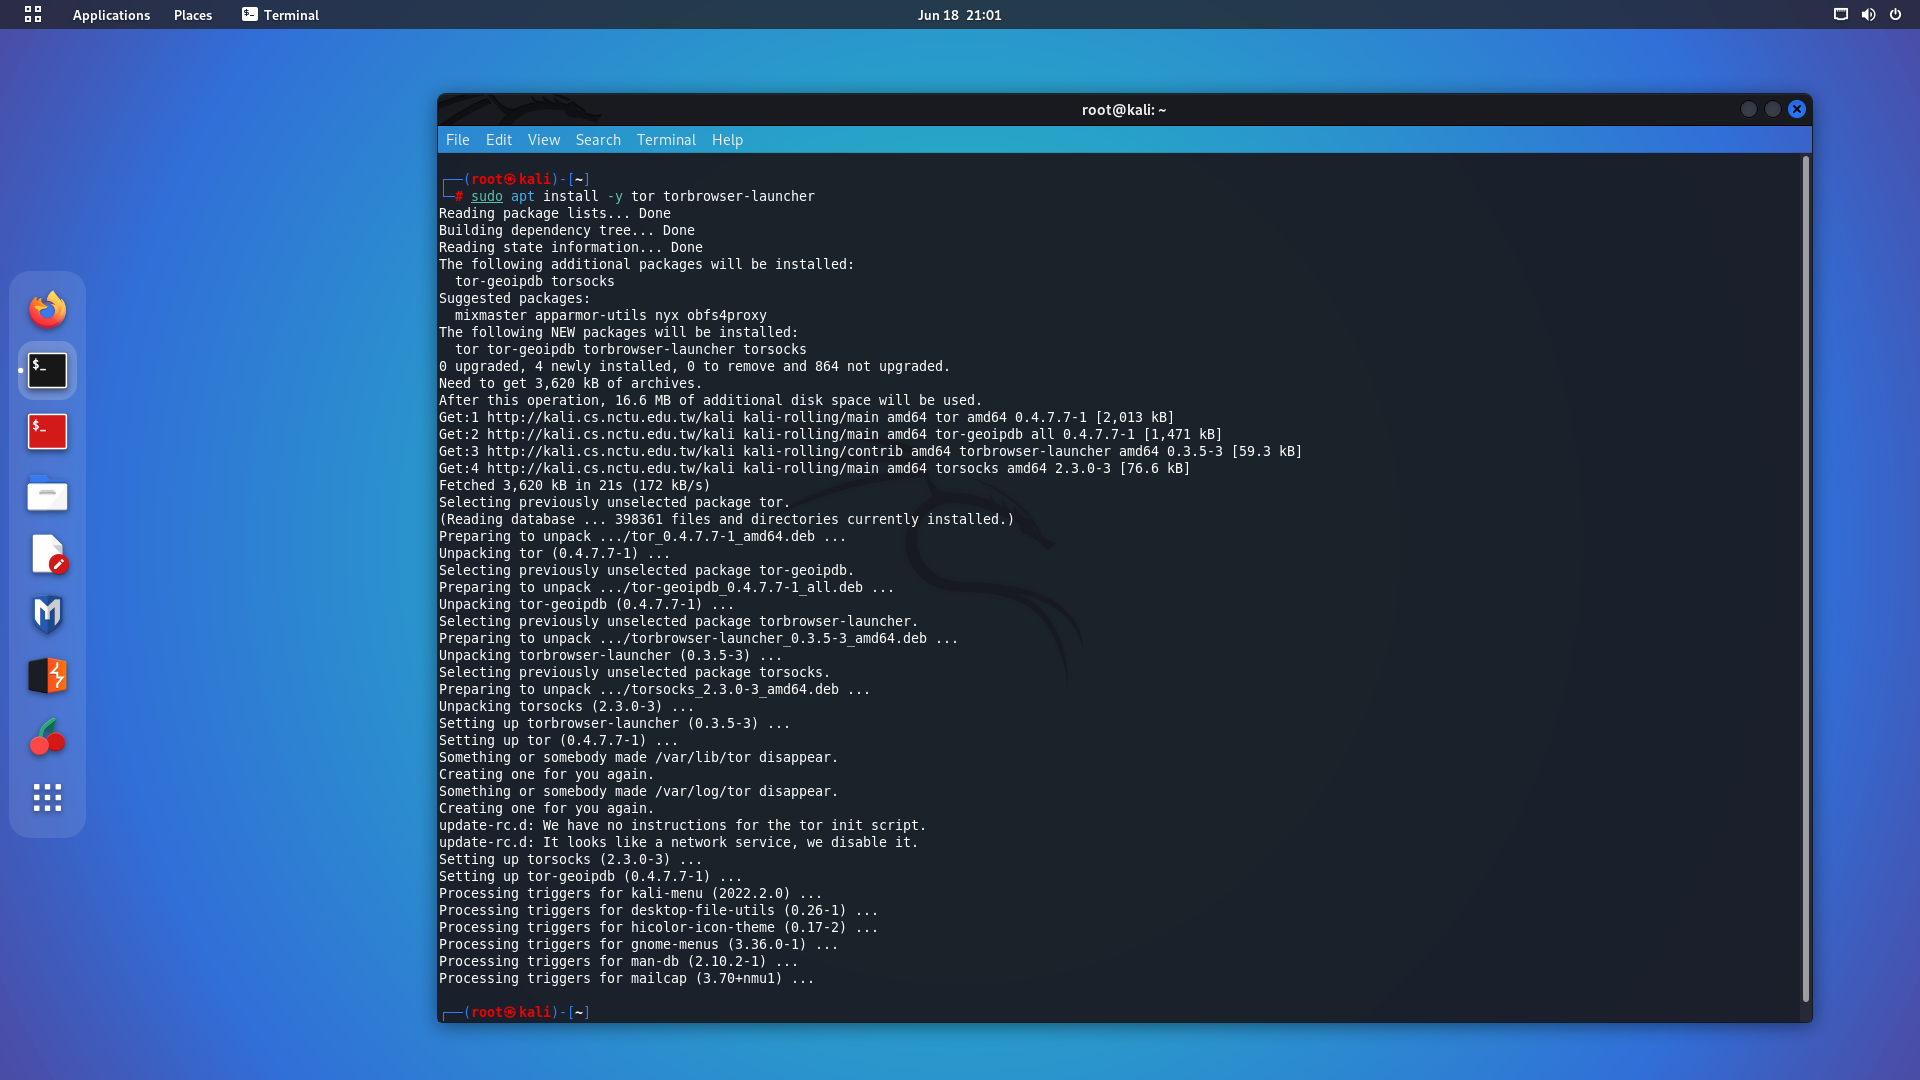 Applications Places Terminal Jun 18 21:01
root@kali: ~
File Edit View Search Terminal Help
┌──(root㉿kali)-[~]
└─# sudo apt install -y tor torbrowser-launcher
Reading package lists... Done
Building dependency tree... Done
Reading state information... Done
The following additional packages will be installed:
  tor-geoipdb torsocks
Suggested packages:
  mixmaster apparmor-utils nyx obfs4proxy
The following NEW packages will be installed:
  tor tor-geoipdb torbrowser-launcher torsocks
0 upgraded, 4 newly installed, 0 to remove and 864 not upgraded.
Need to get 3,620 kB of archives.
After this operation, 16.6 MB of additional disk space will be used.
Get:1 http://kali.cs.nctu.edu.tw/kali kali-rolling/main amd64 tor amd64 0.4.7.7-1 [2,013 kB]
Get:2 http://kali.cs.nctu.edu.tw/kali kali-rolling/main amd64 tor-geoipdb all 0.4.7.7-1 [1,471 kB]
Get:3 http://kali.cs.nctu.edu.tw/kali kali-rolling/contrib amd64 torbrowser-launcher amd64 0.3.5-3 [59.3 kB]
Get:4 http://kali.cs.nctu.edu.tw/kali kali-rolling/main amd64 torsocks amd64 2.3.0-3 [76.6 kB]
Fetched 3,620 kB in 21s (172 kB/s)
Selecting previously unselected package tor.
(Reading database ... 398361 files and directories currently installed.)
Preparing to unpack .../tor_0.4.7.7-1_amd64.deb ...
Unpacking tor (0.4.7.7-1) ...
Selecting previously unselected package tor-geoipdb.
Preparing to unpack .../tor-geoipdb_0.4.7.7-1_all.deb ...
Unpacking tor-geoipdb (0.4.7.7-1) ...
Selecting previously unselected package torbrowser-launcher.
Preparing to unpack .../torbrowser-launcher_0.3.5-3_amd64.deb ...
Unpacking torbrowser-launcher (0.3.5-3) ...
Selecting previously unselected package torsocks.
Preparing to unpack .../torsocks_2.3.0-3_amd64.deb ...
Unpacking torsocks (2.3.0-3) ...
Setting up torbrowser-launcher (0.3.5-3) ...
Setting up tor (0.4.7.7-1) ...
Something or somebody made /var/lib/tor disappear.
Creating one for you again.
Something or somebody made /var/log/tor disappear.
Creating one for you again.
update-rc.d: We have no instructions for the tor init script.
update-rc.d: It looks like a network service, we disable it.
Setting up torsocks (2.3.0-3) ...
Setting up tor-geoipdb (0.4.7.7-1) ...
Processing triggers for kali-menu (2022.2.0) ...
Processing triggers for desktop-file-utils (0.26-1) ...
Processing triggers for hicolor-icon-theme (0.17-2) ...
Processing triggers for gnome-menus (3.36.0-1) ...
Processing triggers for man-db (2.10.2-1) ...
Processing triggers for mailcap (3.70+nmu1) ...
┌──(root㉿kali)-[~]
$_
$_